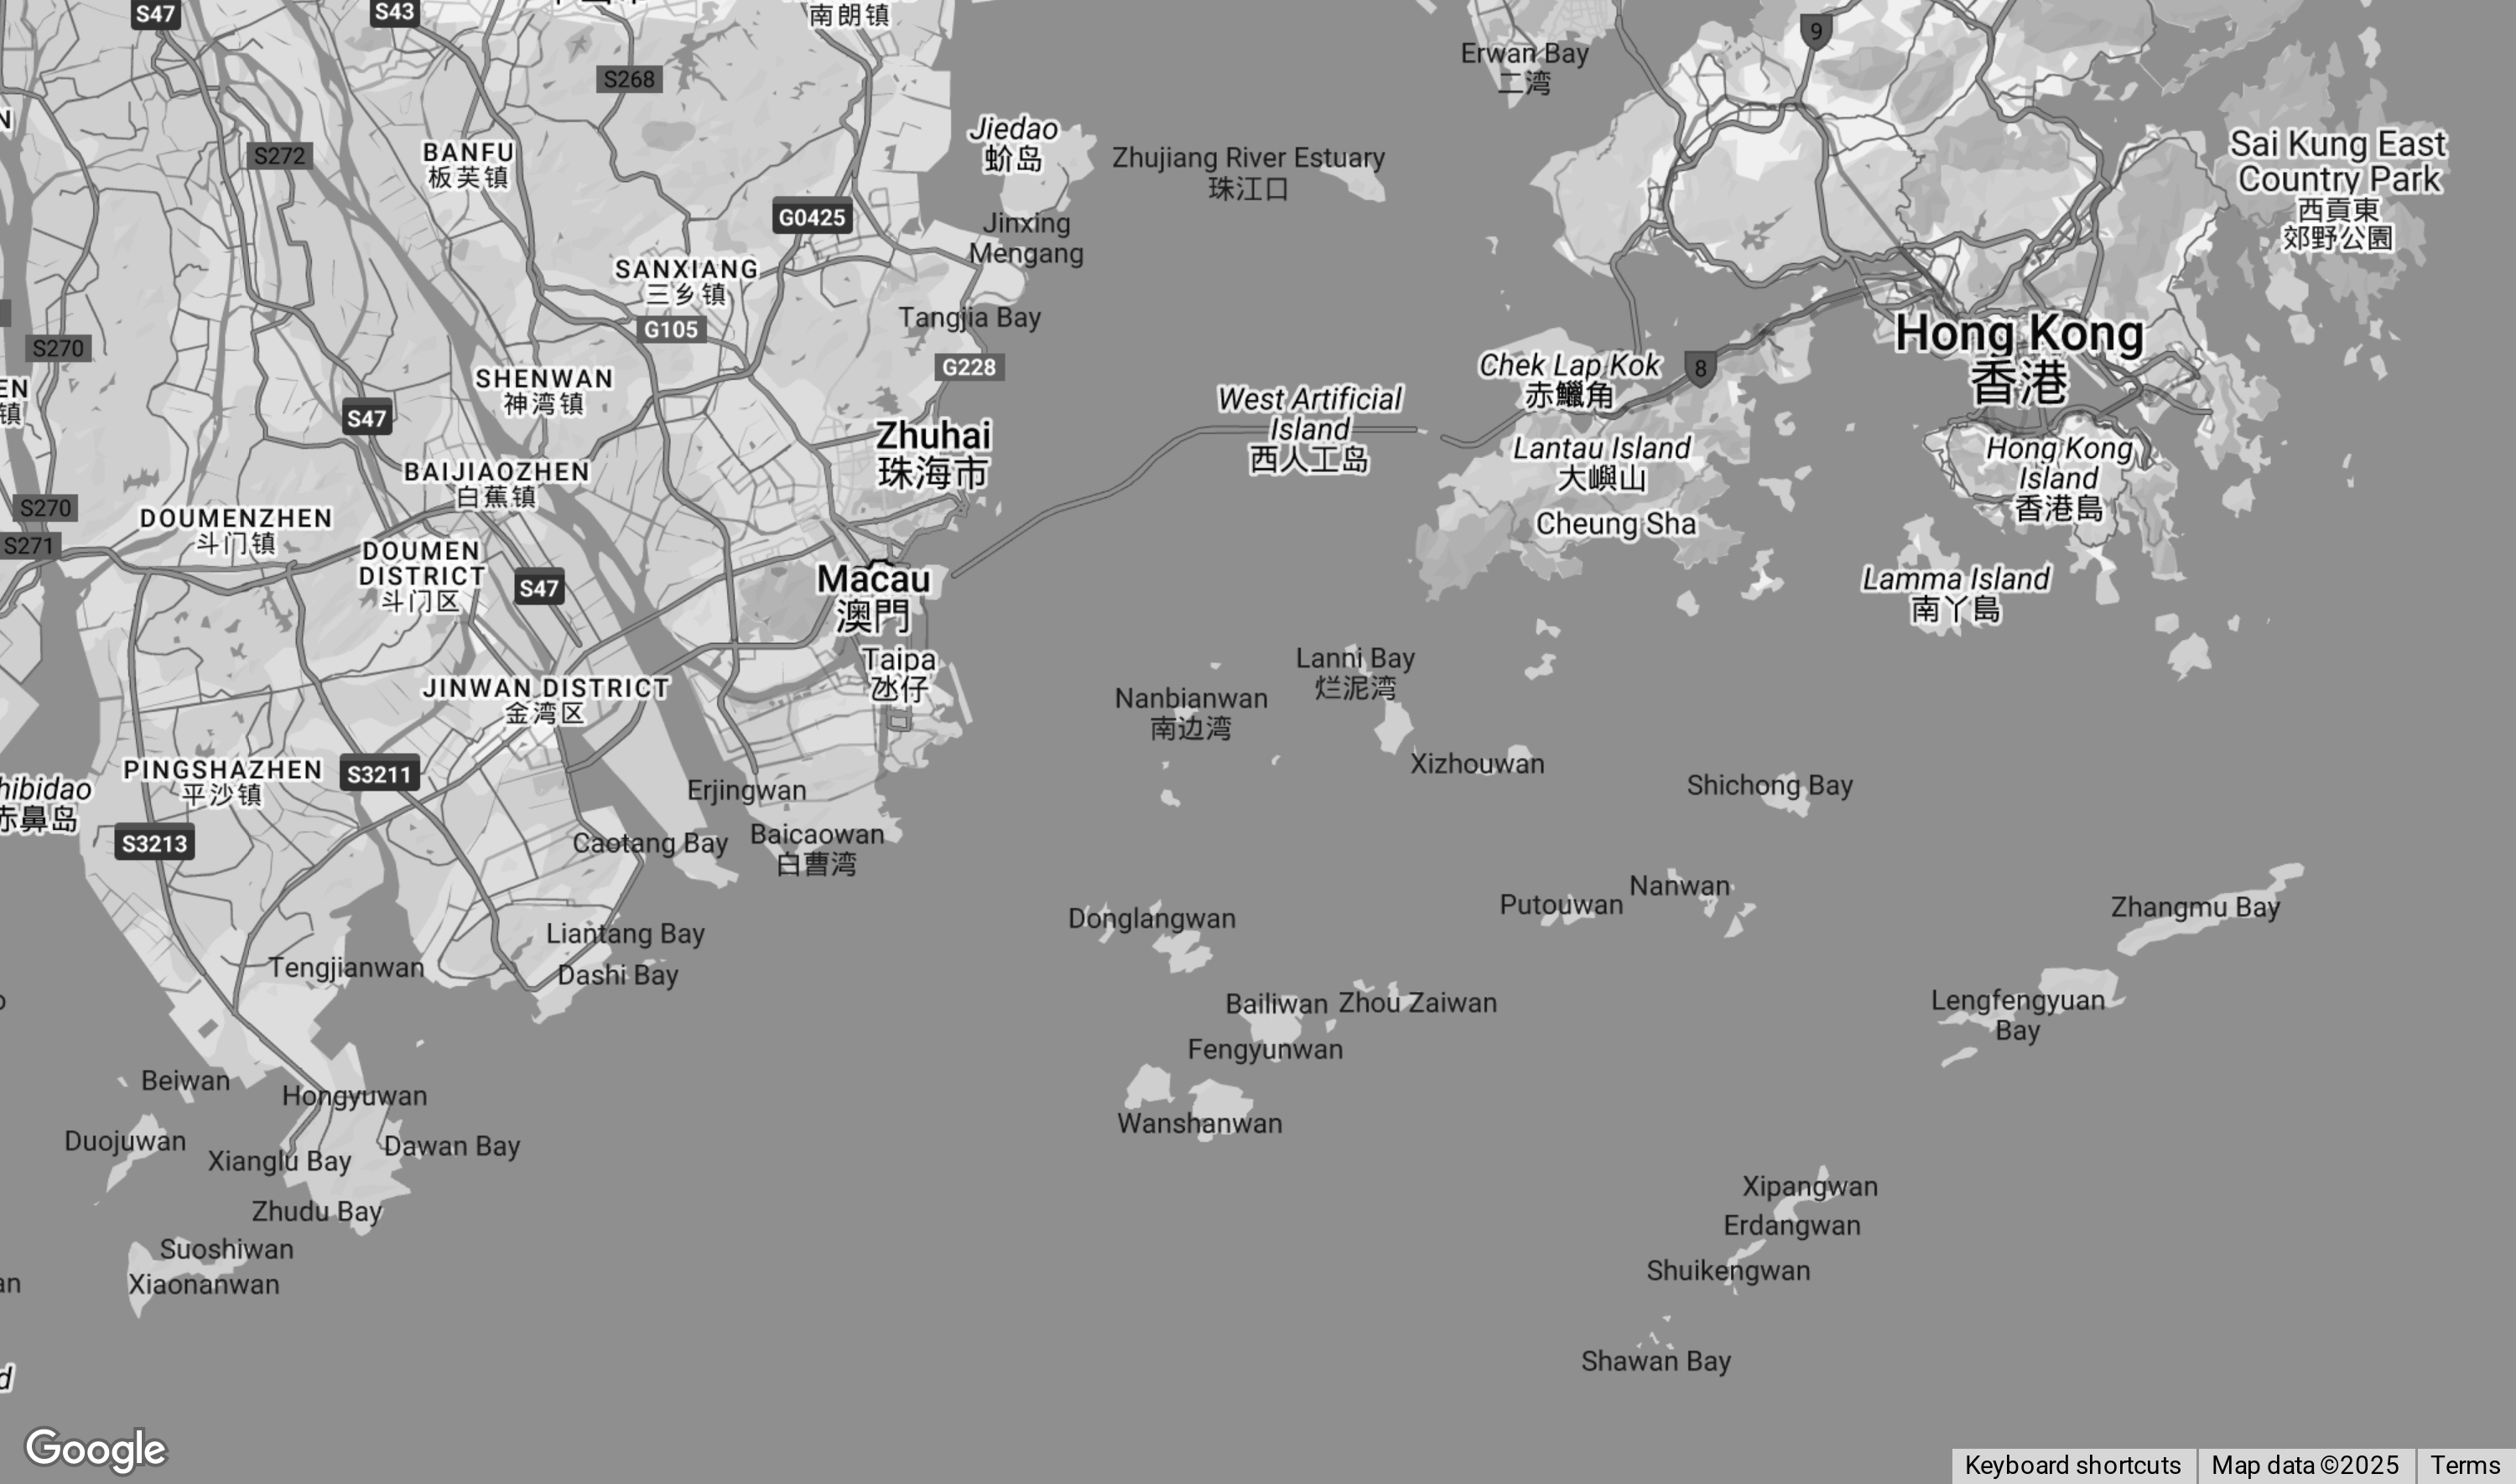 S47
S43
南朗镇
9
Erwan Bay
二湾
S268
Jiedao
蚧岛
Zhujiang River Estuary
珠江口
Sai Kung East
Country Park
西貢東
郊野公園
S272
BANFU
板芙镇
G0425
Jinxing
Mengang
SANXIANG
三乡镇
Tangjia Bay
G105
S270
G228
Hong Kong
香港
SHENWAN
神湾镇
Chek Lap Kok
赤鱲角
8
S47
West Artificial
Island
西人工岛
Zhuhai
珠海市
Lantau Island
大嶼山
Hong Kong
Island
香港島
BAIJIAOZHEN
白蕉镇
S270
DOUMENZHEN
斗门镇
Cheung Sha
S271
DOUMEN
DISTRICT
斗门区
S47
Macau
澳門
Lamma Island
南丫島
Taipa
氹仔
Lanni Bay
烂泥湾
JINWAN DISTRICT
金湾区
Nanbianwan
南边湾
Xizhouwan
PINGSHAZHEN
平沙镇
S3211
hibidao
赤鼻岛
Erjingwan
Shichong Bay
S3213
Caotang Bay
Baicaowan
白曹湾
Nanwan
Putouwan
Zhangmu Bay
Donglangwan
Liantang Bay
Tengjianwan
Dashi Bay
Bailiwan
Zhou Zaiwan
Lengfengyuan
Bay
Fengyunwan
Beiwan
Hongyuwan
Wanshanwan
Duojuwan
Dawan Bay
Xianglu Bay
Xipangwan
Zhudu Bay
Erdangwan
Suoshiwan
Shuikengwan
Xiaonanwan
Shawan Bay
Google
Keyboard shortcuts
Map data ©2025
Terms